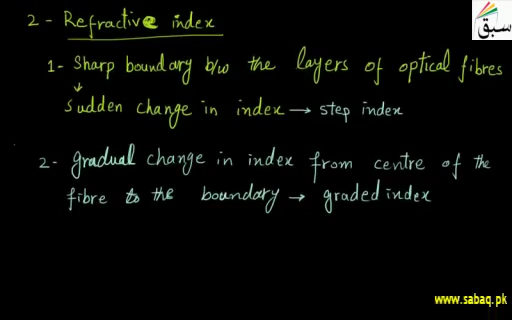 سبق
2 - Refractive index
1- Sharp boundary b/w the layers of optical fibres
↓
Sudden change in index → step index
2- gradual change in index from centre of the
fibre to the boundary → graded index
www.sabaq.pk